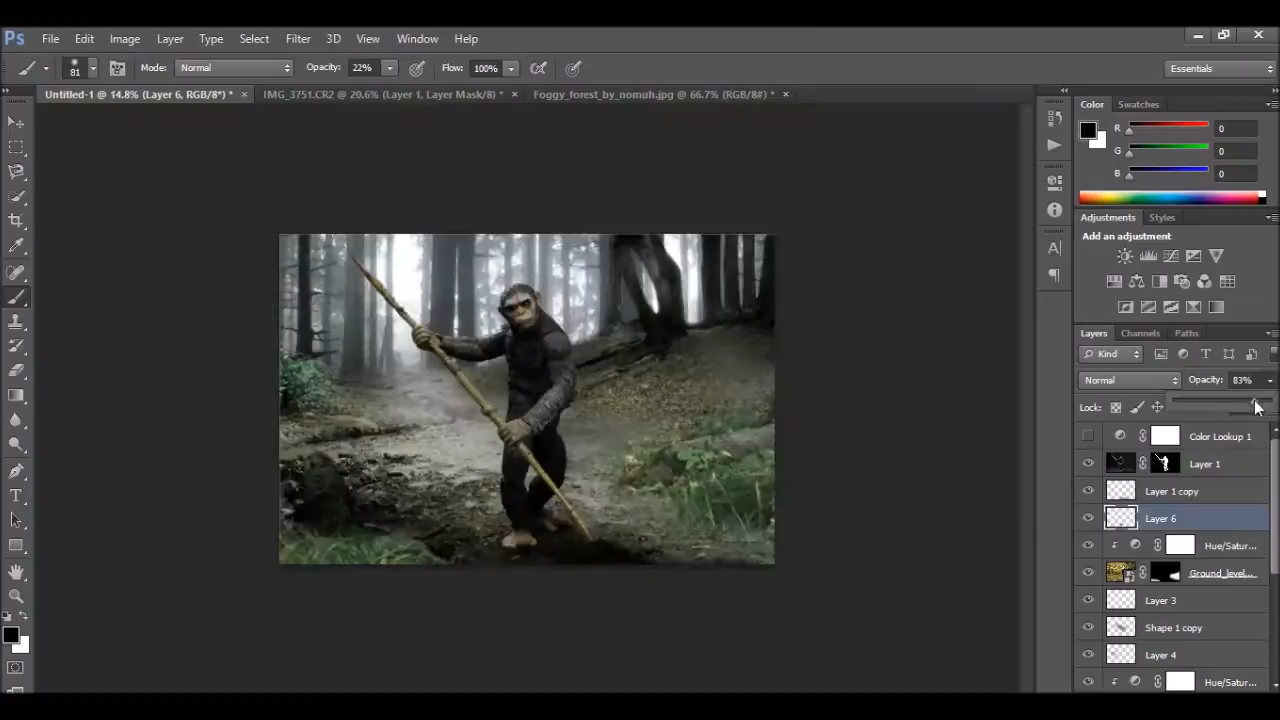 Ps File Edit Image Layer Type Select Filter 3D View Window Help
81 Mode: Normal Opacity: 22% Flow: 100% Essentials
Untitled-1 @ 14.8% (Layer 6, RGB/8*) * × IMG_3751.CR2 @ 20.6% (Layer 1, Layer Mask/8) * × Foggy_forest_by_nomuh.jpg @ 66.7% (RGB/8#) * ×
Color Swatches
R 0
G 0
B 0
Adjustments Styles
Add an adjustment
Layers Channels Paths
Kind
Normal Opacity: 83%
Lock:
Color Lookup 1
Layer 1
Layer 1 copy
Layer 6
Hue/Satur...
Ground_level...
Layer 3
Shape 1 copy
Layer 4
Hue/Satur...